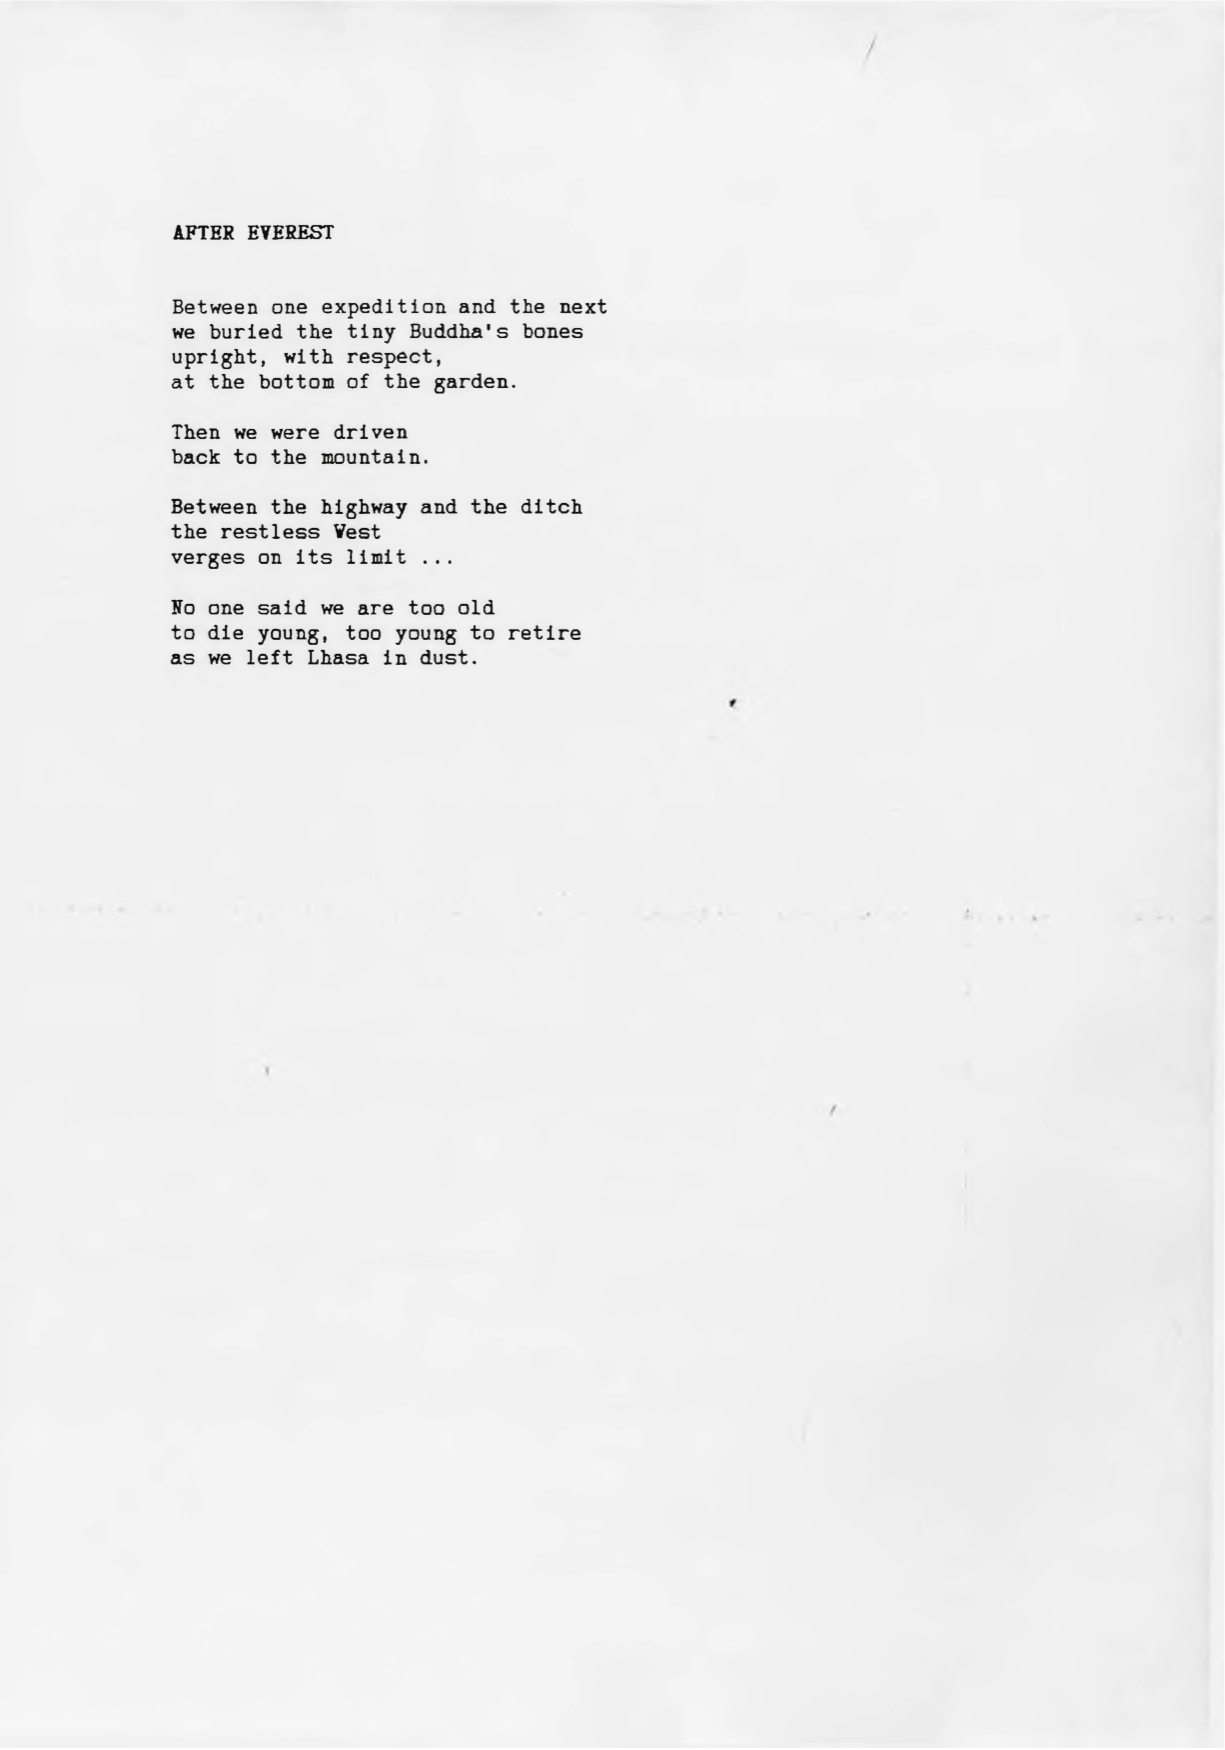 AFTER EVEREST
Between one expedition and the next
we buried the tiny Buddha's bones
upright, with respect,
at the bottom of the garden.
Then we were driven
back to the mountain.
Between the highway and the ditch
the restless West
verges on its limit ...
No one said we are too old
to die young, too young to retire
as we left Lhasa in dust.